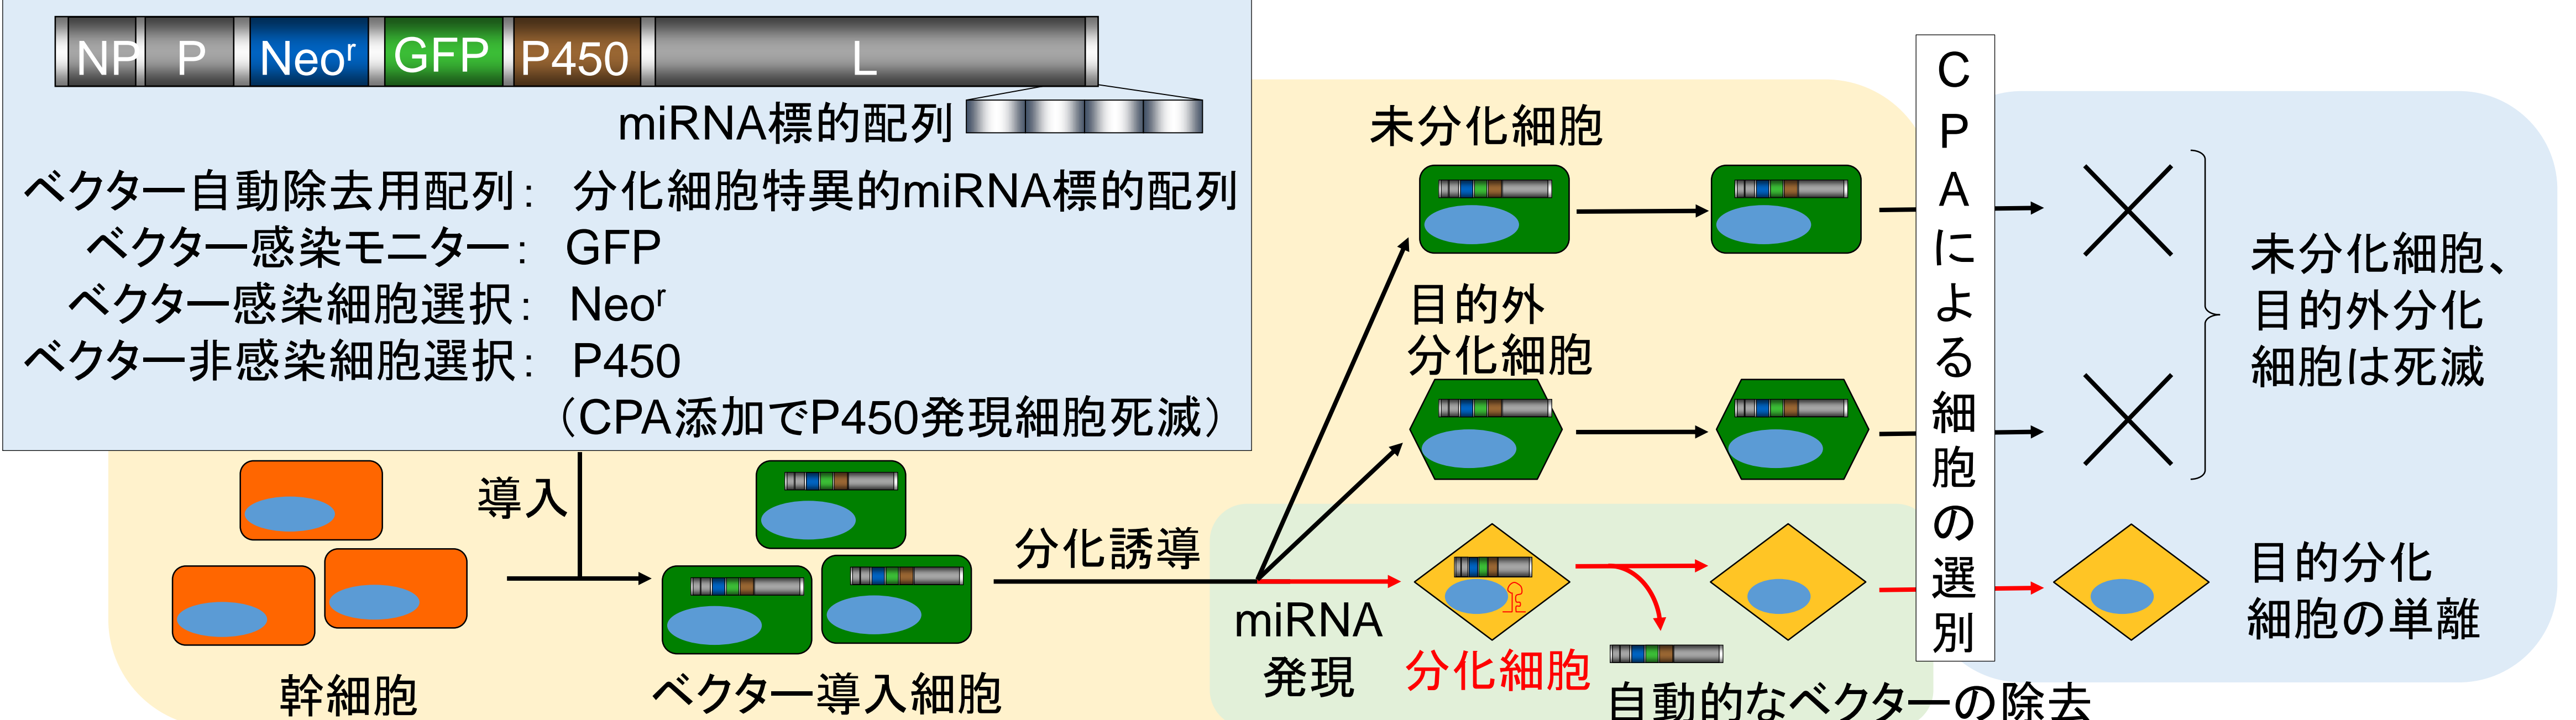 NP P Neoʳ GFP P450 L
miRNA標的配列
ベクター自動除去用配列： 分化細胞特異的miRNA標的配列
ベクター感染モニター： GFP
ベクター感染細胞選択： Neoʳ
ベクター非感染細胞選択： P450
（CPA添加でP450発現細胞死滅）
導入
幹細胞
ベクター導入細胞
分化誘導
未分化細胞
目的外
分化細胞
miRNA
発現
分化細胞
自動的なベクターの除去
CPAによる細胞の選別
未分化細胞、
目的外分化
細胞は死滅
目的分化
細胞の単離